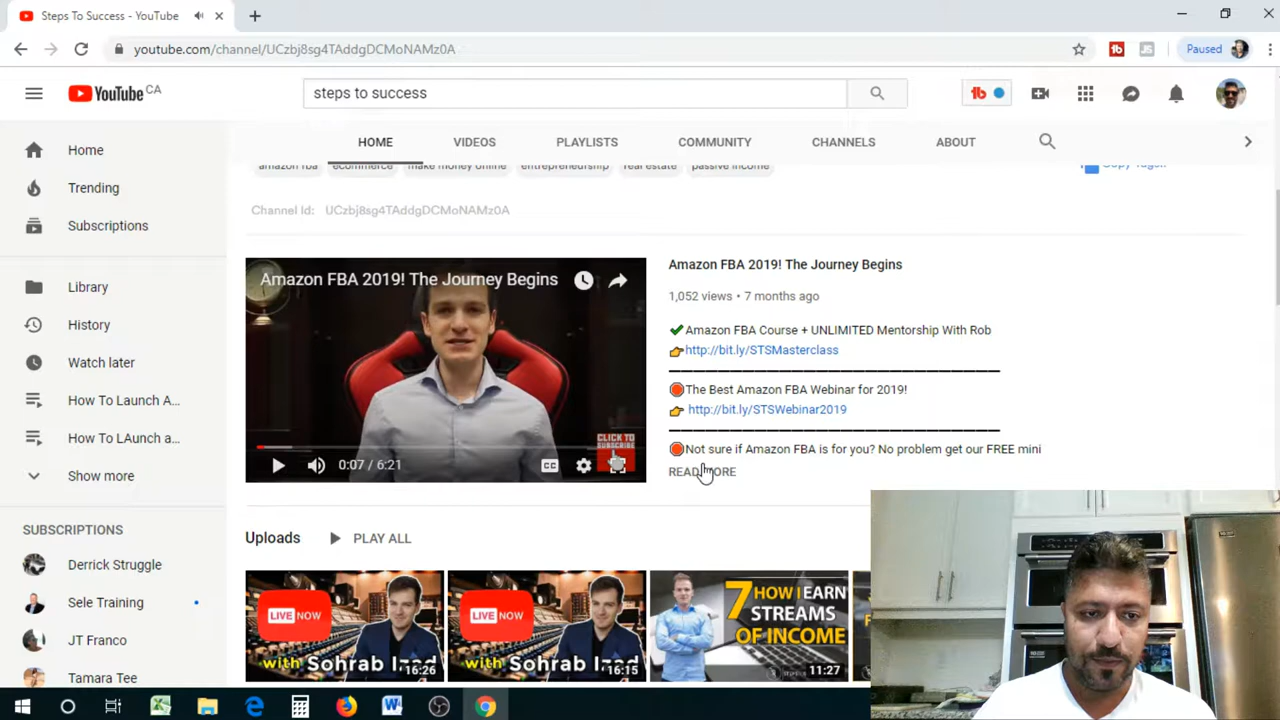 Steps To Success - YouTube
youtube.com/channel/UCzbj8sg4TAddgDCMoNAMz0A
Paused
YouTube CA
steps to success
HOME VIDEOS PLAYLISTS COMMUNITY CHANNELS ABOUT
amazon fba ecommerce make money online entrepreneurship real estate passive income
Channel Id: UCzbj8sg4TAddgDCMoNAMz0A
Home
Trending
Subscriptions
Library
History
Watch later
How To Launch A...
How To LAunch a...
Show more
SUBSCRIPTIONS
Derrick Struggle
Sele Training
JT Franco
Tamara Tee
Amazon FBA 2019! The Journey Begins
CLICK TO
SUBSCRIBE
0:07 / 6:21
CC
Amazon FBA 2019! The Journey Begins
1,052 views • 7 months ago
Amazon FBA Course + UNLIMITED Mentorship With Rob
http://bit.ly/STSMasterclass
The Best Amazon FBA Webinar for 2019!
http://bit.ly/STSWebinar2019
Not sure if Amazon FBA is for you? No problem get our FREE mini
READ MORE
Uploads PLAY ALL
LIVE NOW
with Sohrab
16:26
LIVE NOW
with Sohrab
16:15
7 HOW I EARN
STREAMS
OF INCOME
11:27